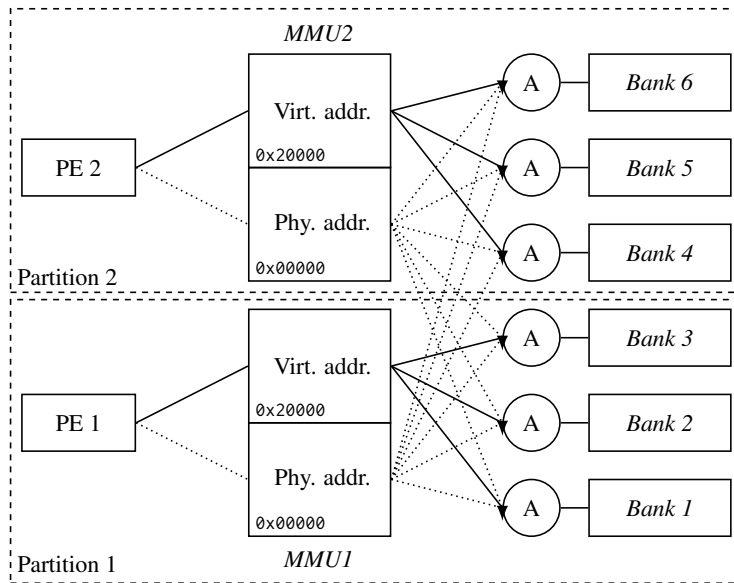 MMU2
Virt. addr.
0x20000
Phy. addr.
0x00000
PE 2
A
Bank 6
A
Bank 5
A
Bank 4
Partition 2
Virt. addr.
0x20000
Phy. addr.
0x00000
MMU1
PE 1
A
Bank 3
A
Bank 2
A
Bank 1
Partition 1